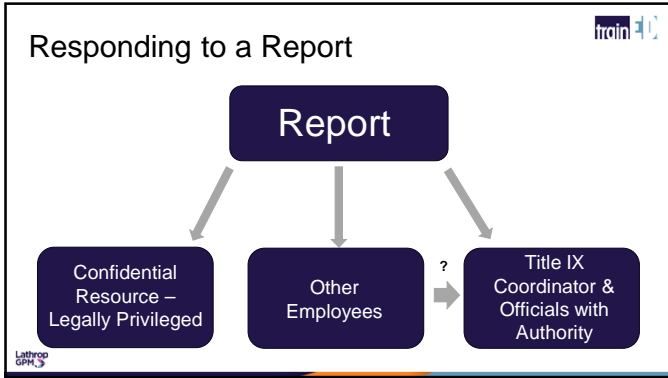 Responding to a Report
trainED
Report
Confidential
Resource –
Legally Privileged
Other
Employees
?
Title IX
Coordinator &
Officials with
Authority
Lathrop
GPM